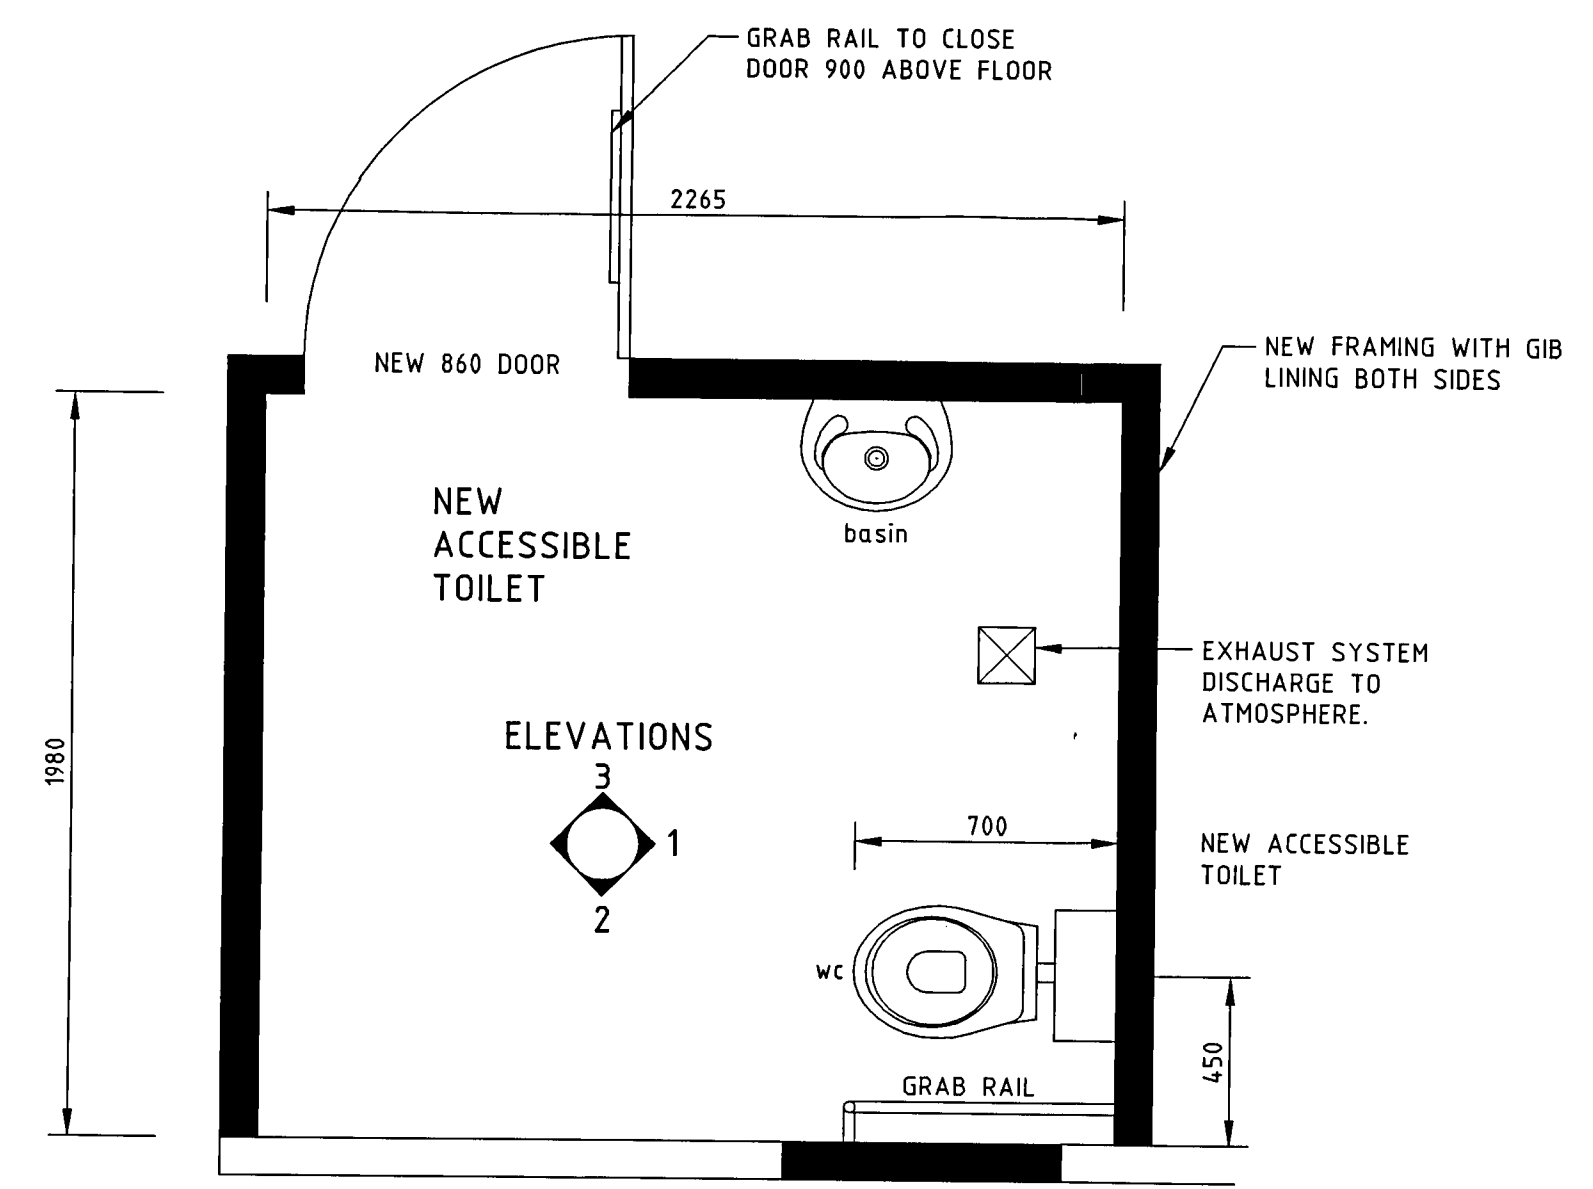 GRAB RAIL TO CLOSE
DOOR 900 ABOVE FLOOR
2265
NEW 860 DOOR
NEW FRAMING WITH GIB
LINING BOTH SIDES
NEW
ACCESSIBLE
TOILET
basin
EXHAUST SYSTEM
DISCHARGE TO
ATMOSPHERE.
ELEVATIONS
3
1
2
1980
700
NEW ACCESSIBLE
TOILET
wc
450
GRAB RAIL